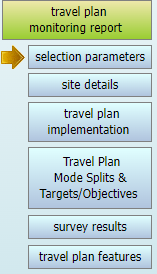 travel plan
monitoring report
selection parameters
site details
travel plan
implementation
Travel Plan
Mode Splits &
Targets/Objectives
survey results
travel plan features